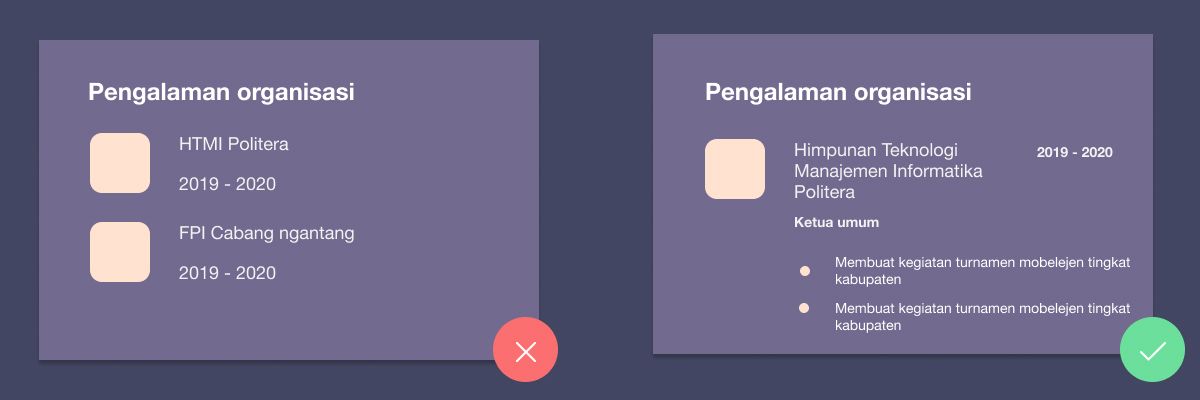 Pengalaman organisasi
HTMI Politera
2019 - 2020
FPI Cabang ngantang
2019 - 2020
Pengalaman organisasi
Himpunan Teknologi
Manajemen Informatika
Politera
2019 - 2020
Ketua umum
Membuat kegiatan turnamen mobelejen tingkat
kabupaten
Membuat kegiatan turnamen mobelejen tingkat
kabupaten